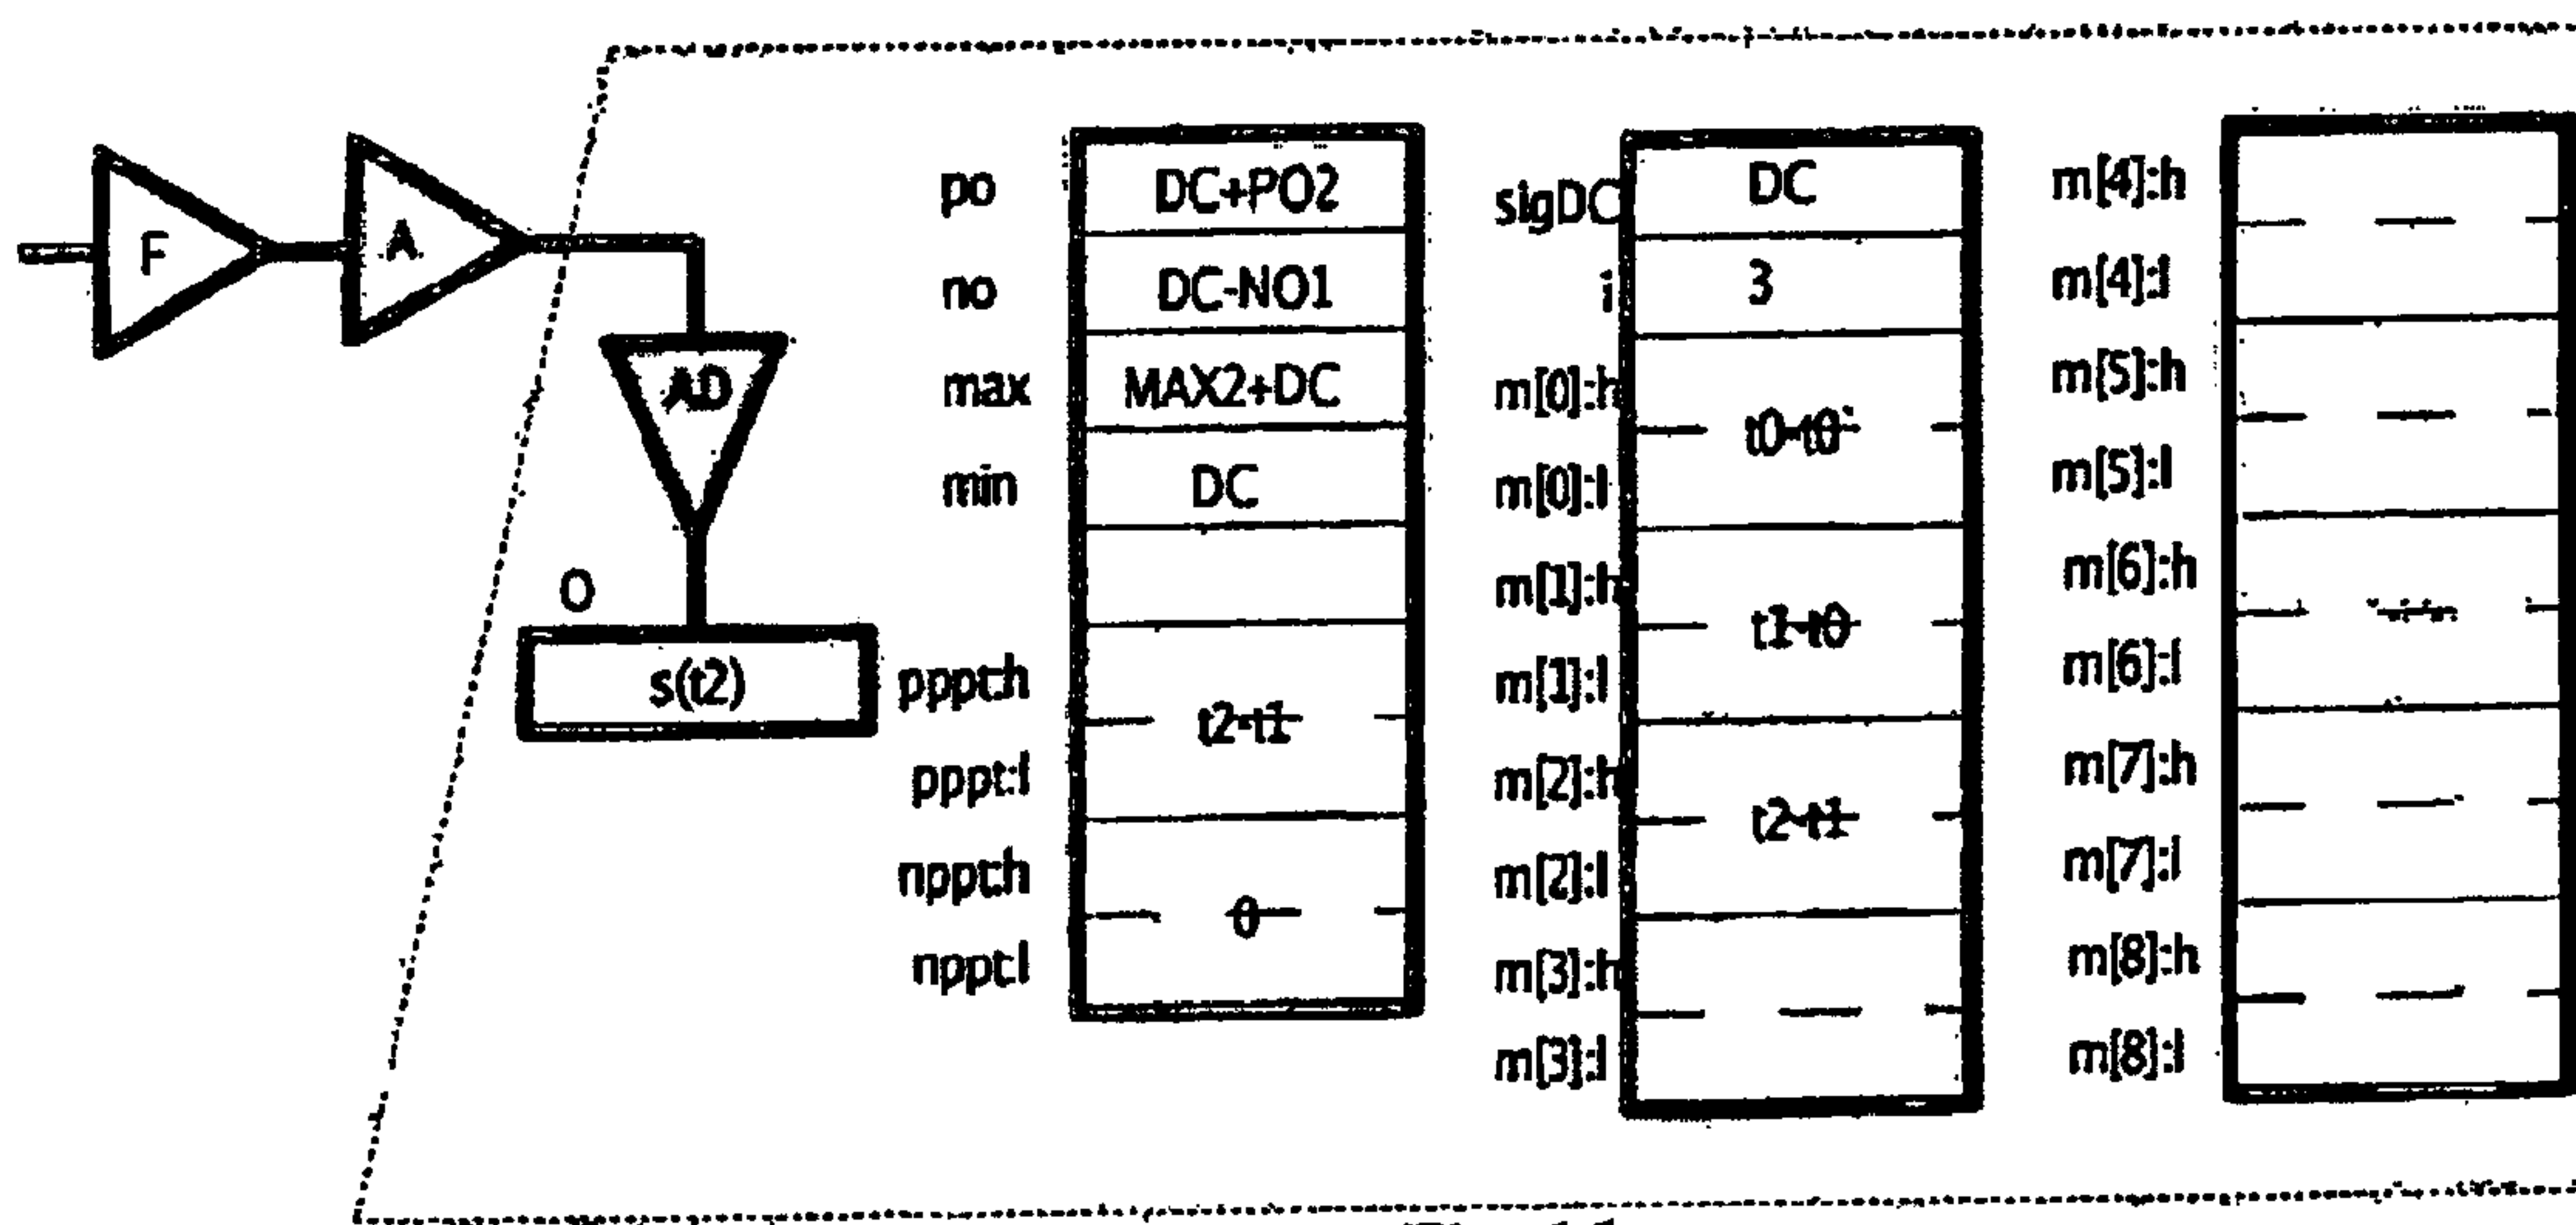 F
A
AD
O
s(t2)
po
DC+PO2
no
DC-NO1
max
MAX2+DC
min
DC
pppt:h
t2-t1
pppt:l
nppt:h
0
nppt:l
sigDC
DC
i
3
m[0]:h
t0-t0'
m[0]:l
m[1]:h
t1-t0
m[1]:l
m[2]:h
t2-t1
m[2]:l
m[3]:h
m[3]:l
m[4]:h
m[4]:l
m[5]:h
m[5]:l
m[6]:h
m[6]:l
m[7]:h
m[7]:l
m[8]:h
m[8]:l